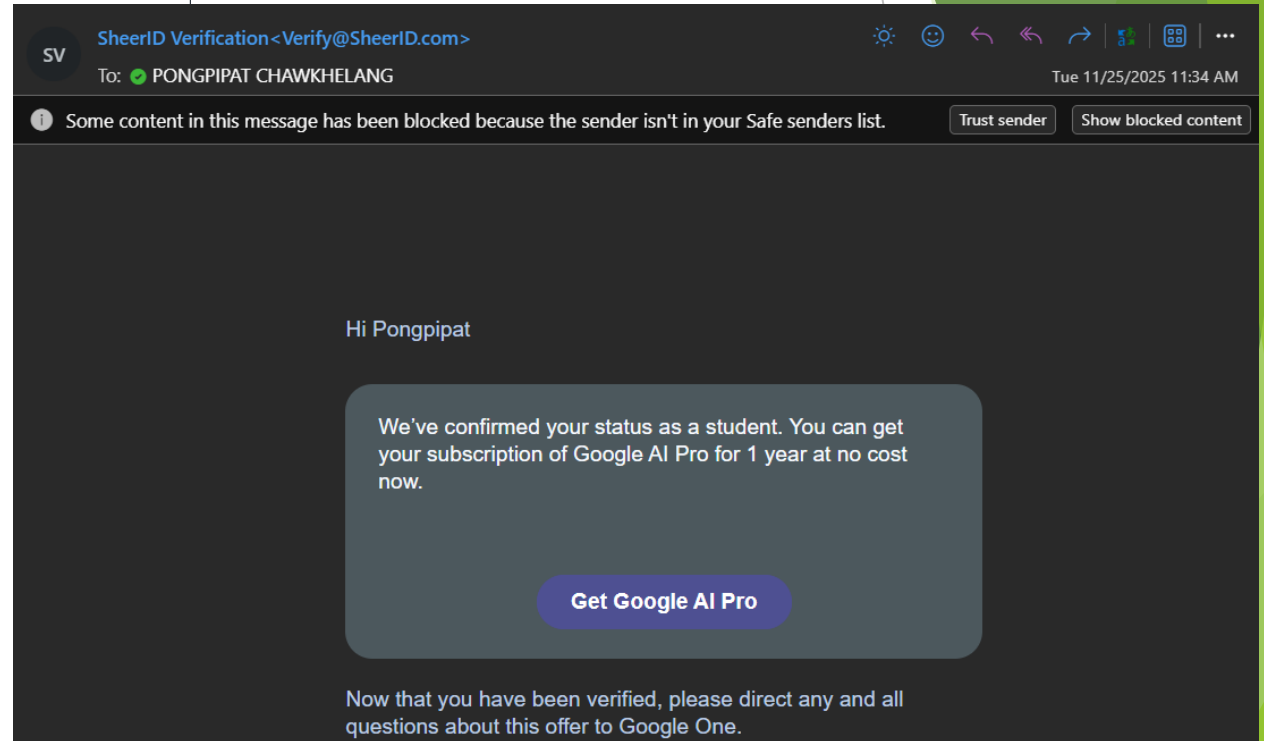 SV
SheerID Verification<Verify@SheerID.com>
To: PONGPIPAT CHAWKHELANG
Tue 11/25/2025 11:34 AM
Some content in this message has been blocked because the sender isn't in your Safe senders list.
Trust sender
Show blocked content
Hi Pongpipat
We’ve confirmed your status as a student. You can get
your subscription of Google AI Pro for 1 year at no cost
now.
Get Google AI Pro
Now that you have been verified, please direct any and all
questions about this offer to Google One.